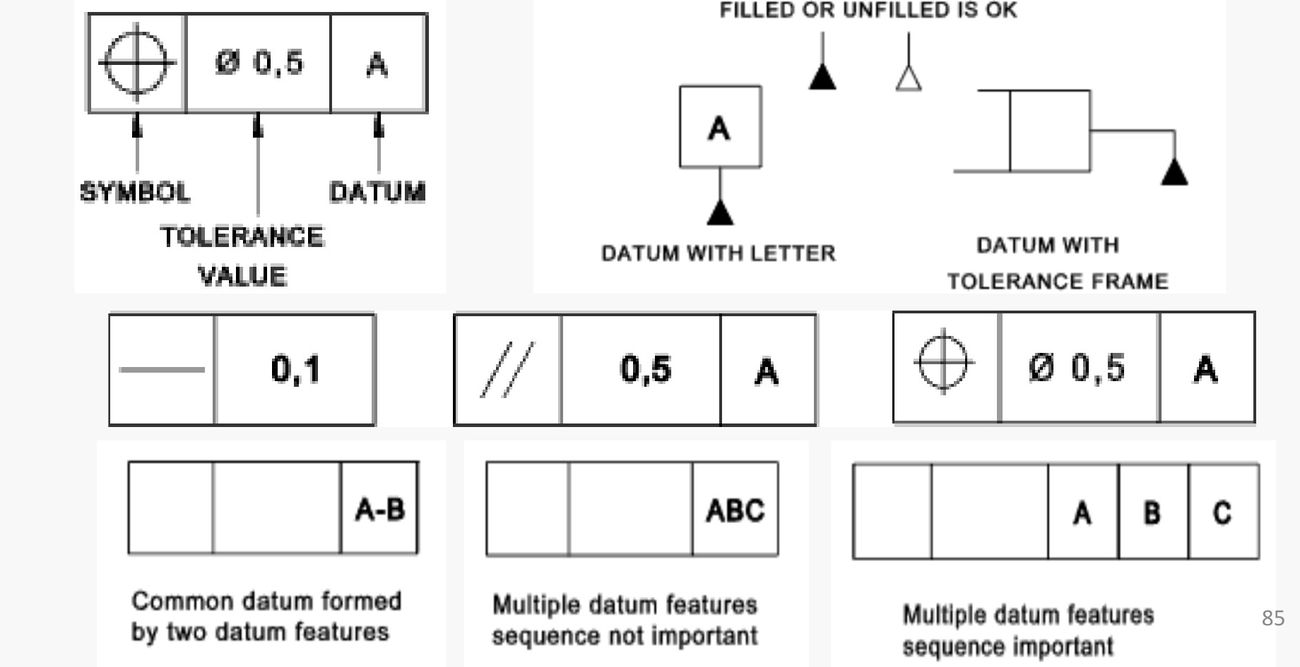 Ø 0,5 A
SYMBOL
DATUM
TOLERANCE
VALUE
FILLED OR UNFILLED IS OK
A
DATUM WITH LETTER
DATUM WITH
TOLERANCE FRAME
0,1
// 0,5 A
Ø 0,5 A
A-B
Common datum formed
by two datum features
ABC
Multiple datum features
sequence not important
A B C
Multiple datum features
sequence important
85